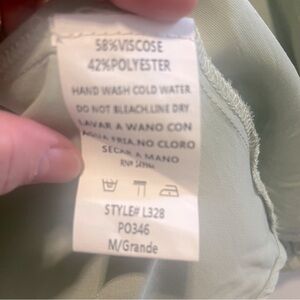 58%VISCOSE
42%POLYESTER
HAND WASH COLD WATER
DO NOT BLEACH.LINE DRY
LAVAR A WANO CON
AGUA FRIA.NO CLORO
SECAR A MANO
STYLE# L328
PO346
M/Grande